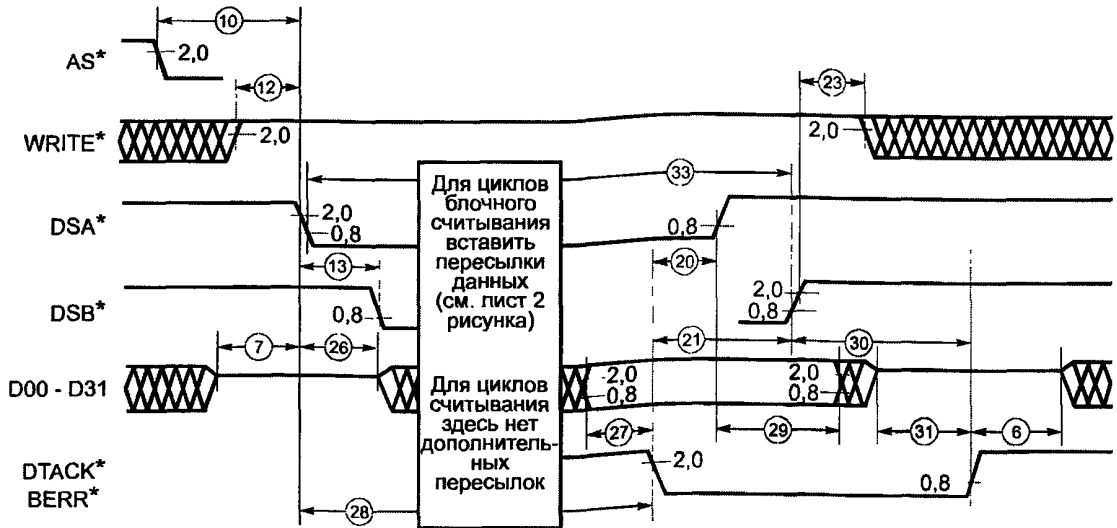 10
AS*
2,0
12
23
WRITE*
2,0
2,0
33
Для циклов
блочного
считывания
вставить
пересылки
данных
(см. лист 2
рисунка)
DSA*
2,0
0,8
0,8
13
20
DSB*
0,8
2,0
0,8
7
26
21
30
D00 - D31
2,0
0,8
2,0
0,8
Для циклов
считывания
здесь нет
дополнитель-
ных
пересылок
27
29
31
6
DTACK*
BERR*
2,0
0,8
28